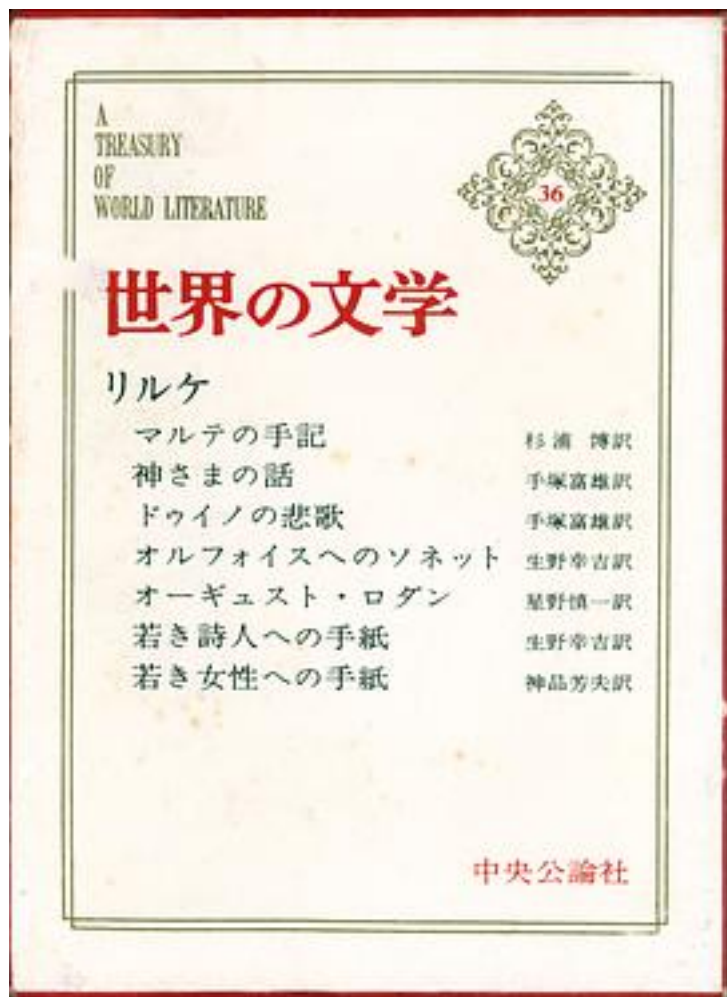 A
TREASURY
OF
WORLD LITERATURE
36
世界の文学
リルケ
マルテの手記 杉浦 博訳
神さまの話 手塚富雄訳
ドゥイノの悲歌 手塚富雄訳
オルフォイスへのソネット 生野幸吉訳
オーギュスト・ロダン 星野慎一訳
若き詩人への手紙 生野幸吉訳
若き女性への手紙 神品芳夫訳
中央公論社